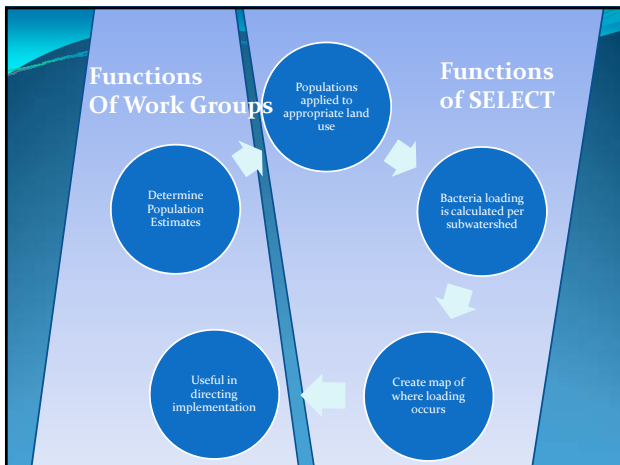 Functions
Of Work Groups
Functions
of SELECT
Populations
applied to
appropriate land
use
Determine
Population
Estimates
Bacteria loading
is calculated per
subwatershed
Useful in
directing
implementation
Create map of
where loading
occurs